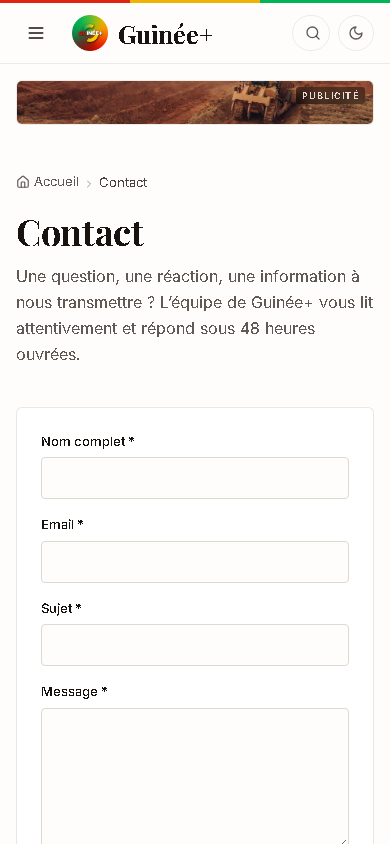 Guinée+
PUBLICITÉ
Accueil > Contact
Contact
Une question, une réaction, une information à
nous transmettre ? L’équipe de Guinée+ vous lit
attentivement et répond sous 48 heures
ouvrées.
Nom complet *
Email *
Sujet *
Message *